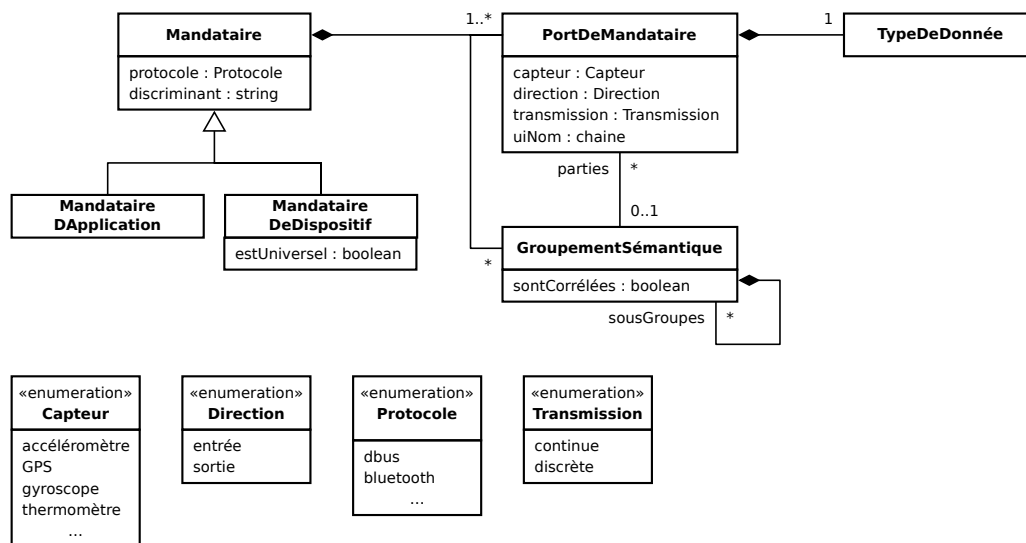 Mandataire
protocole : Protocole
discriminant : string
1..*
PortDeMandataire
capteur : Capteur
direction : Direction
transmission : Transmission
uiNom : chaine
1
TypeDeDonnée
parties
*
0..1
Mandataire
DApplication
Mandataire
DeDispositif
estUniversel : boolean
*
GroupementSémantique
sontCorrélées : boolean
sousGroupes
*
«enumeration»
Capteur
accéléromètre
GPS
gyroscope
thermomètre
...
«enumeration»
Direction
entrée
sortie
«enumeration»
Protocole
dbus
bluetooth
...
«enumeration»
Transmission
continue
discrète